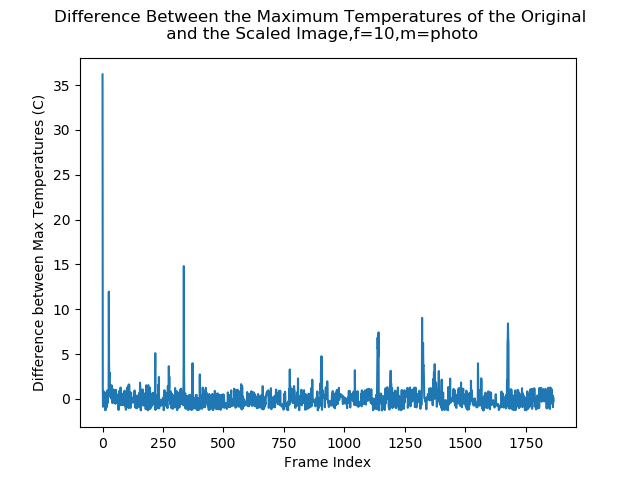 Difference Between the Maximum Temperatures of the Original
and the Scaled Image,f=10,m=photo
Difference between Max Temperatures (C)
35
30
25
20
15
10
5
0
0 250 500 750 1000 1250 1500 1750
Frame Index